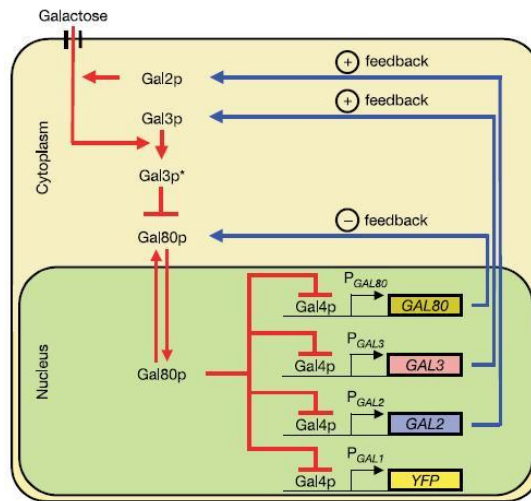 Galactose
+ feedback
Gal2p
+ feedback
Gal3p
Cytoplasm
Gal3p*
− feedback
Gal80p
PGAL80
Gal4p GAL80
PGAL3
Gal4p GAL3
Nucleus
Gal80p
PGAL2
Gal4p GAL2
PGAL1
Gal4p YFP